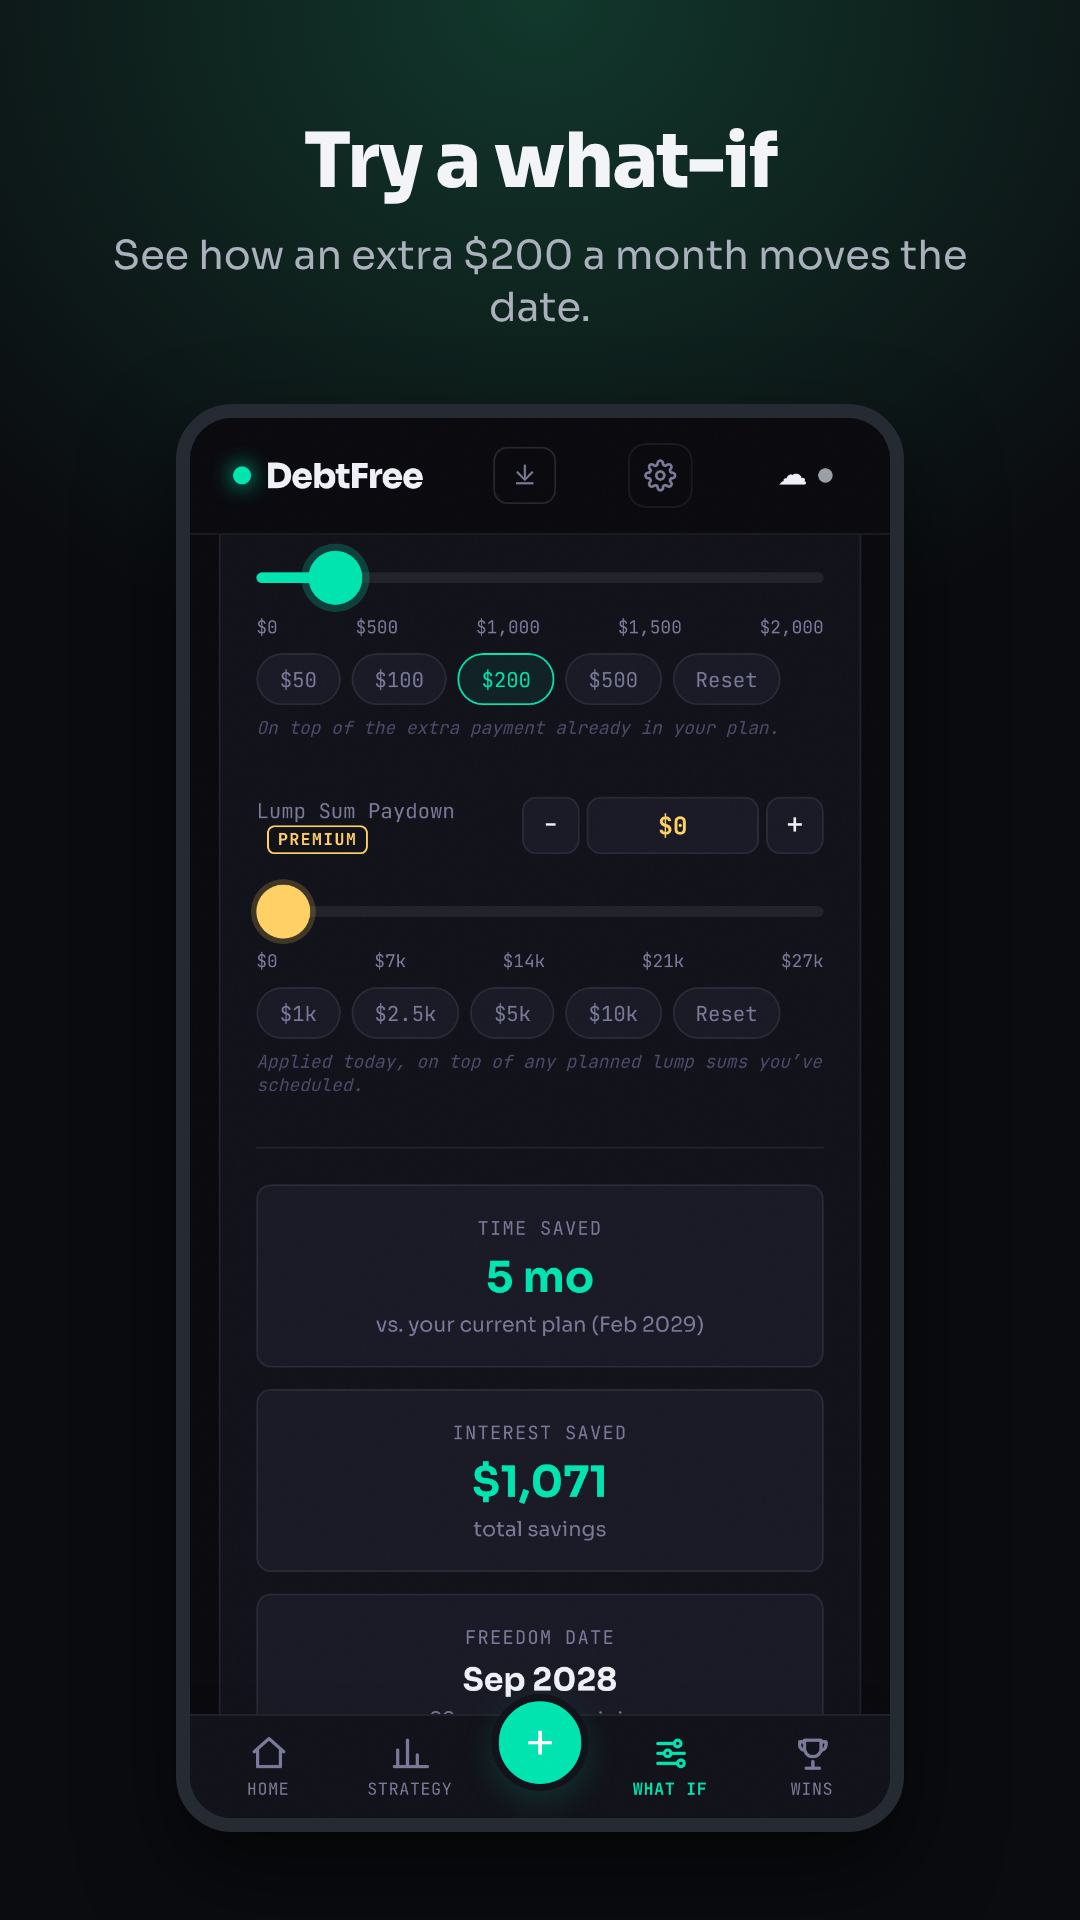 Try a what-if
See how an extra $200 a month moves the
date.
DebtFree
$0 $500 $1,000 $1,500 $2,000
$50 $100 $200 $500 Reset
On top of the extra payment already in your plan.
Lump Sum Paydown
PREMIUM
- $0 +
$0 $7k $14k $21k $27k
$1k $2.5k $5k $10k Reset
Applied today, on top of any planned lump sums you’ve
scheduled.
TIME SAVED
5 mo
vs. your current plan (Feb 2029)
INTEREST SAVED
$1,071
total savings
FREEDOM DATE
Sep 2028
+
HOME STRATEGY WHAT IF WINS